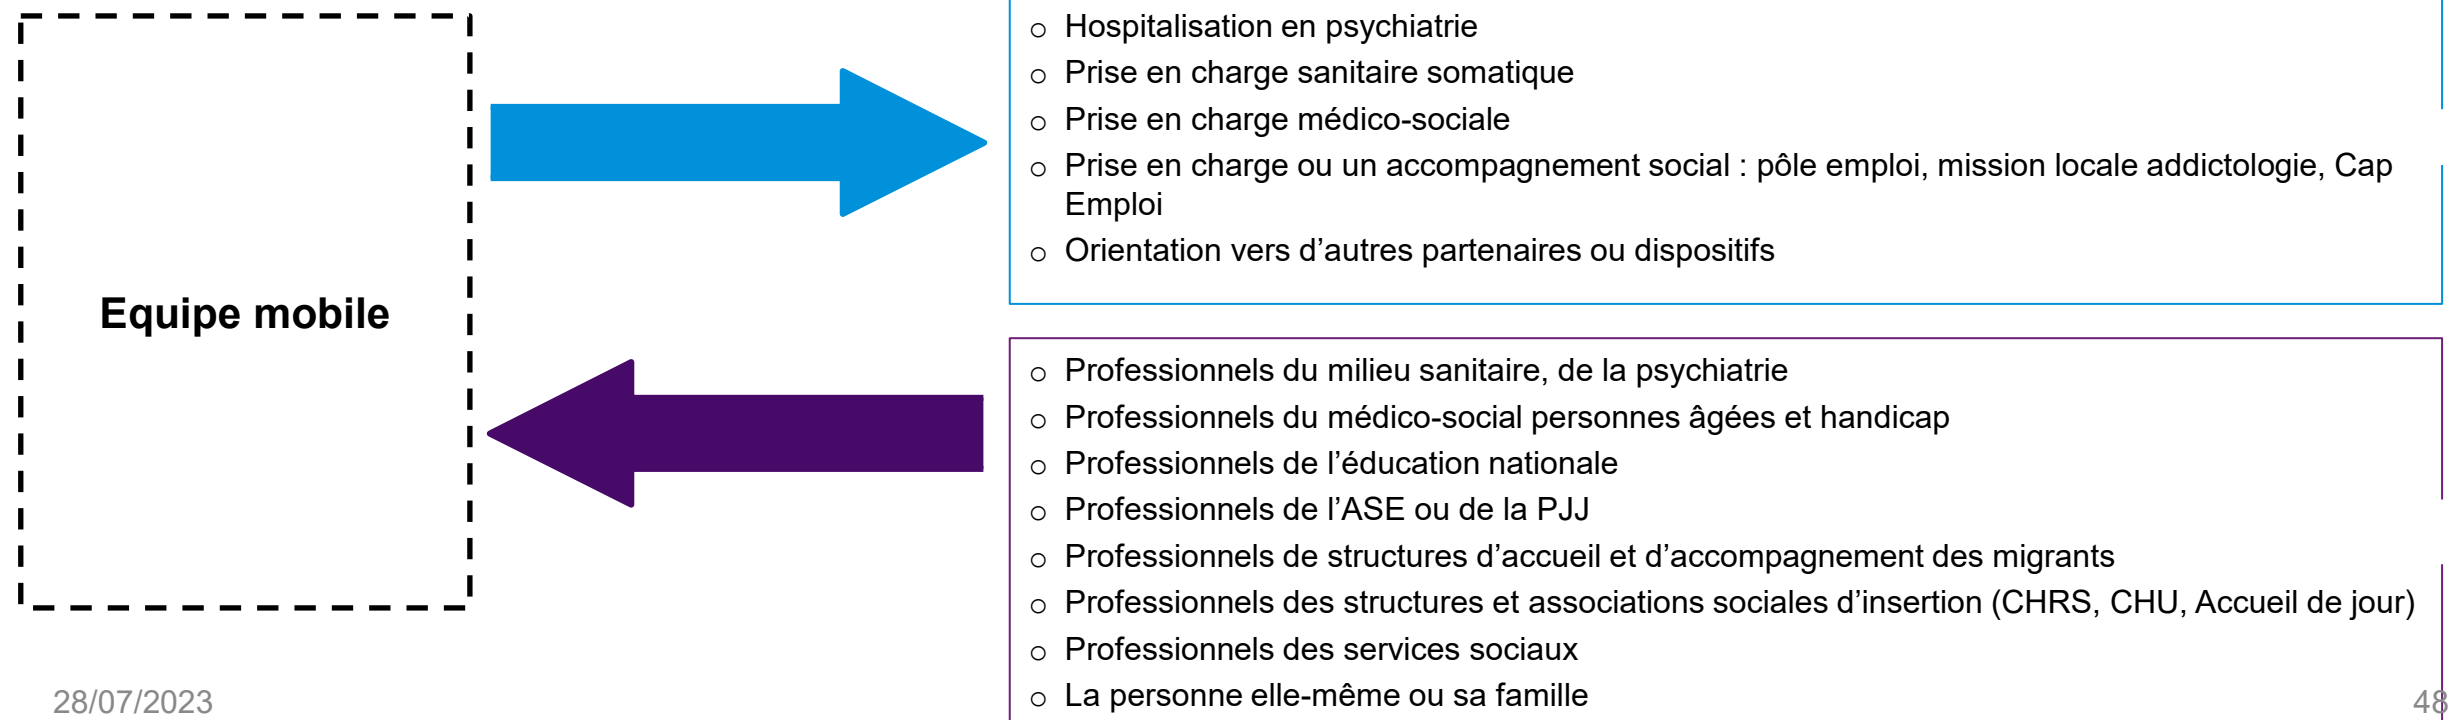 Equipe mobile
o Hospitalisation en psychiatrie
o Prise en charge sanitaire somatique
o Prise en charge médico-sociale
o Prise en charge ou un accompagnement social : pôle emploi, mission locale addictologie, Cap
Emploi
o Orientation vers d’autres partenaires ou dispositifs
o Professionnels du milieu sanitaire, de la psychiatrie
o Professionnels du médico-social personnes âgées et handicap
o Professionnels de l’éducation nationale
o Professionnels de l’ASE ou de la PJJ
o Professionnels de structures d’accueil et d’accompagnement des migrants
o Professionnels des structures et associations sociales d’insertion (CHRS, CHU, Accueil de jour)
o Professionnels des services sociaux
o La personne elle-même ou sa famille
28/07/2023
48